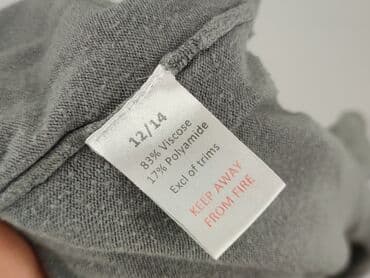 12/14
83% Viscose
17% Polyamide
Excl of trims
KEEP AWAY
FROM FIRE